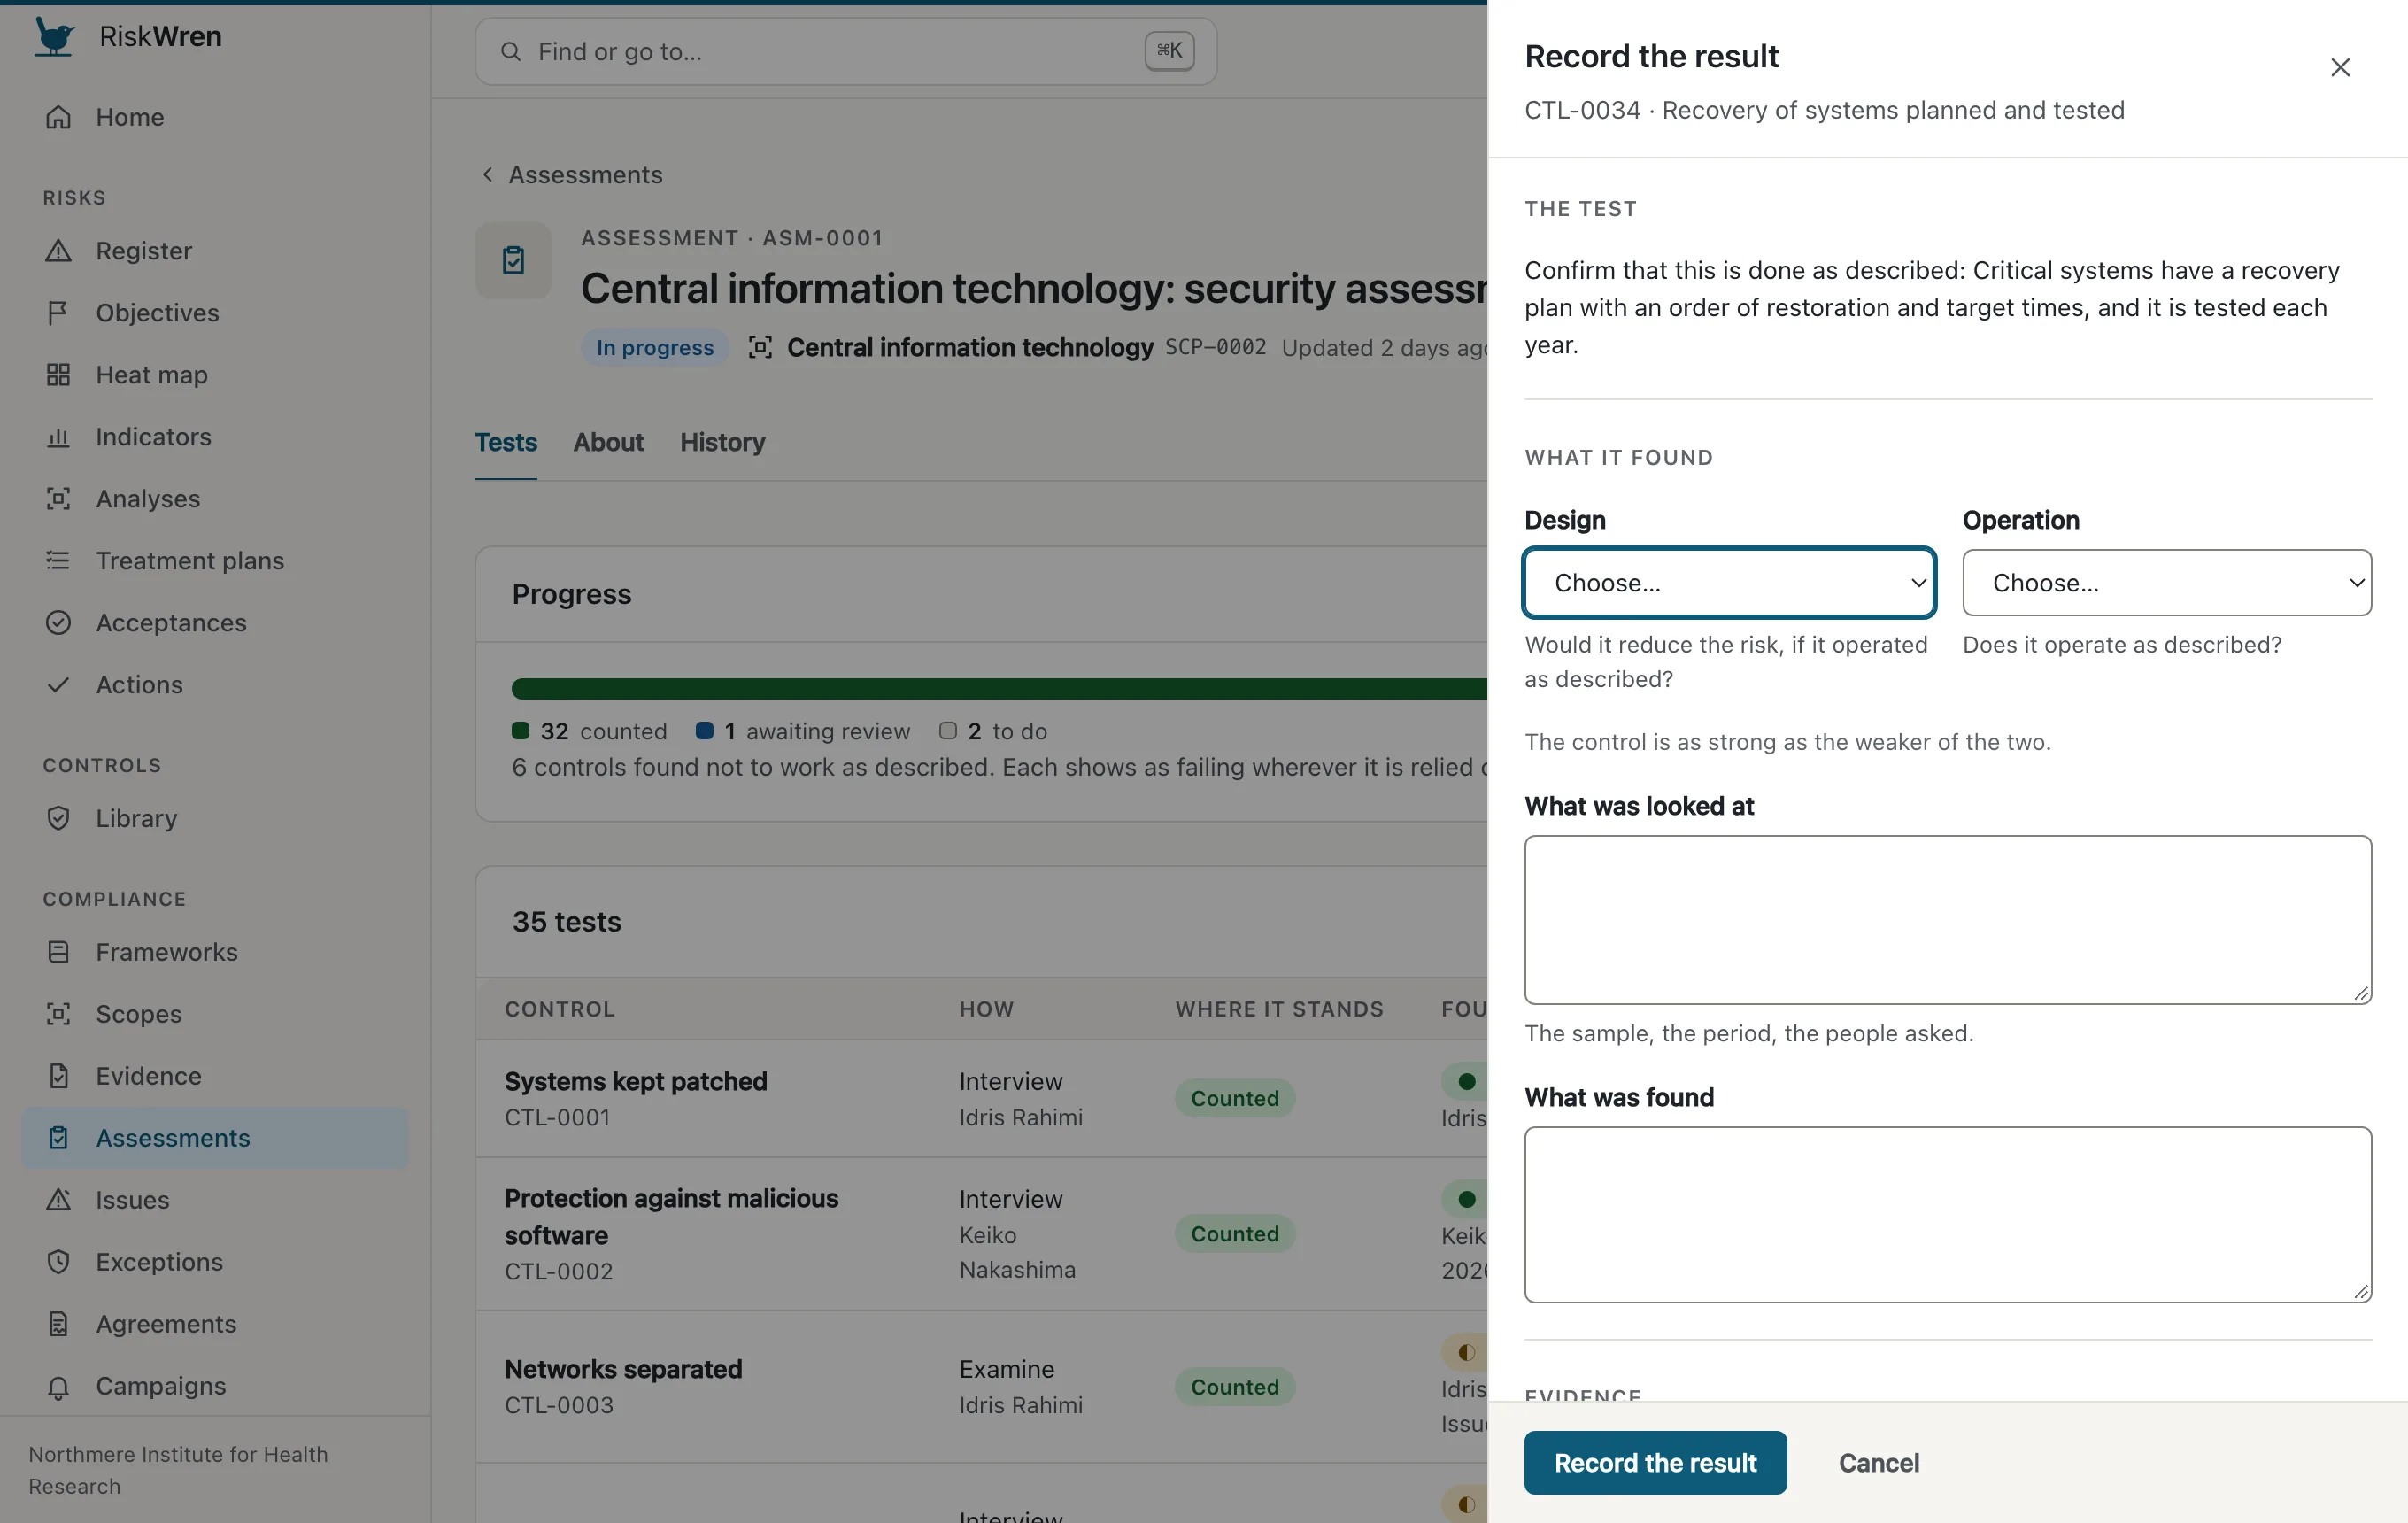 RiskWren
Home
RISKS
Register
Objectives
Heat map
Indicators
Analyses
Treatment plans
Acceptances
Actions
CONTROLS
Library
COMPLIANCE
Frameworks
Scopes
Evidence
Assessments
Issues
Exceptions
Agreements
Campaigns
Northmere Institute for Health
Research
Find or go to...
⌘K
Assessments
ASSESSMENT · ASM-0001
Central information technology: security assessr
In progress
Central information technology SCP-0002 Updated 2 days ago
Tests About History
Progress
32 counted 1 awaiting review 2 to do
6 controls found not to work as described. Each shows as failing wherever it is relied
35 tests
CONTROL HOW WHERE IT STANDS FOU
Systems kept patched
CTL-0001
Interview
Idris Rahimi
Counted
Idris
Protection against malicious
software
CTL-0002
Interview
Keiko
Nakashima
Counted
Keik
2026
Networks separated
CTL-0003
Examine
Idris Rahimi
Counted
Idris
Issue
Interview
Record the result
CTL-0034 · Recovery of systems planned and tested
THE TEST
Confirm that this is done as described: Critical systems have a recovery
plan with an order of restoration and target times, and it is tested each
year.
WHAT IT FOUND
Design
Choose...
Would it reduce the risk, if it operated
as described?
Operation
Choose...
Does it operate as described?
The control is as strong as the weaker of the two.
What was looked at
The sample, the period, the people asked.
What was found
EVIDENCE
Record the result
Cancel